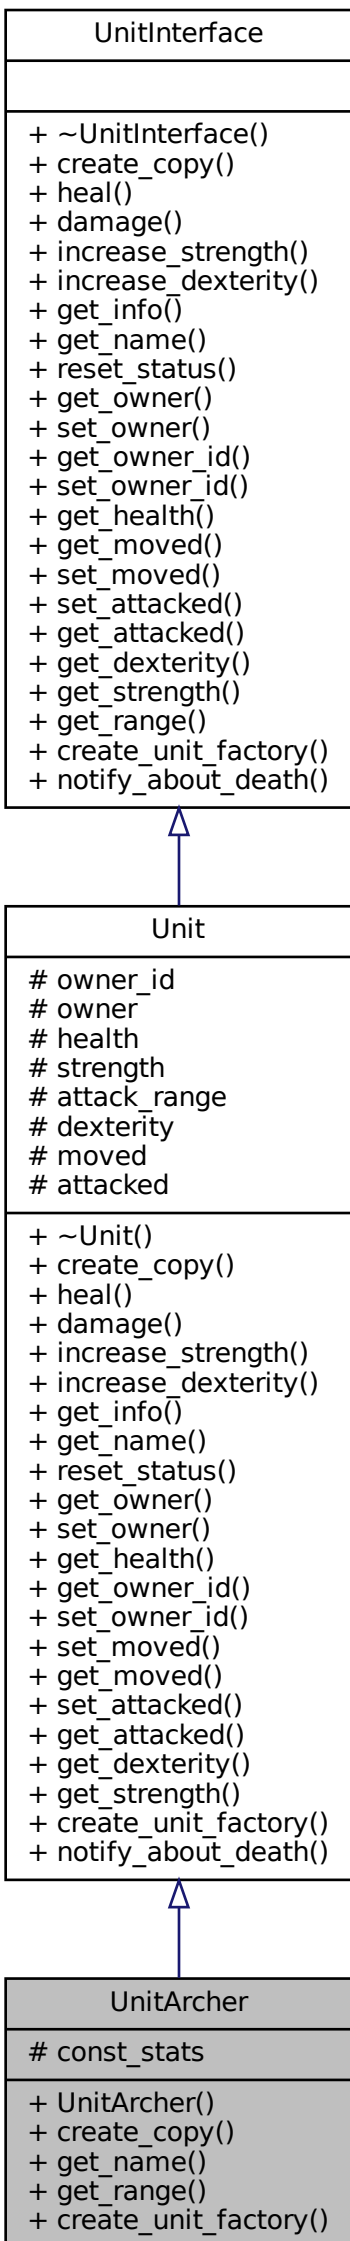 UnitInterface
+ ~UnitInterface()
+ create_copy()
+ heal()
+ damage()
+ increase_strength()
+ increase_dexterity()
+ get_info()
+ get_name()
+ reset_status()
+ get_owner()
+ set_owner()
+ get_owner_id()
+ set_owner_id()
+ get_health()
+ get_moved()
+ set_moved()
+ set_attacked()
+ get_attacked()
+ get_dexterity()
+ get_strength()
+ get_range()
+ create_unit_factory()
+ notify_about_death()
Unit
# owner_id
# owner
# health
# strength
# attack_range
# dexterity
# moved
# attacked
+ ~Unit()
+ create_copy()
+ heal()
+ damage()
+ increase_strength()
+ increase_dexterity()
+ get_info()
+ get_name()
+ reset_status()
+ get_owner()
+ set_owner()
+ get_health()
+ get_owner_id()
+ set_owner_id()
+ set_moved()
+ get_moved()
+ set_attacked()
+ get_attacked()
+ get_dexterity()
+ get_strength()
+ create_unit_factory()
+ notify_about_death()
UnitArcher
# const_stats
+ UnitArcher()
+ create_copy()
+ get_name()
+ get_range()
+ create_unit_factory()